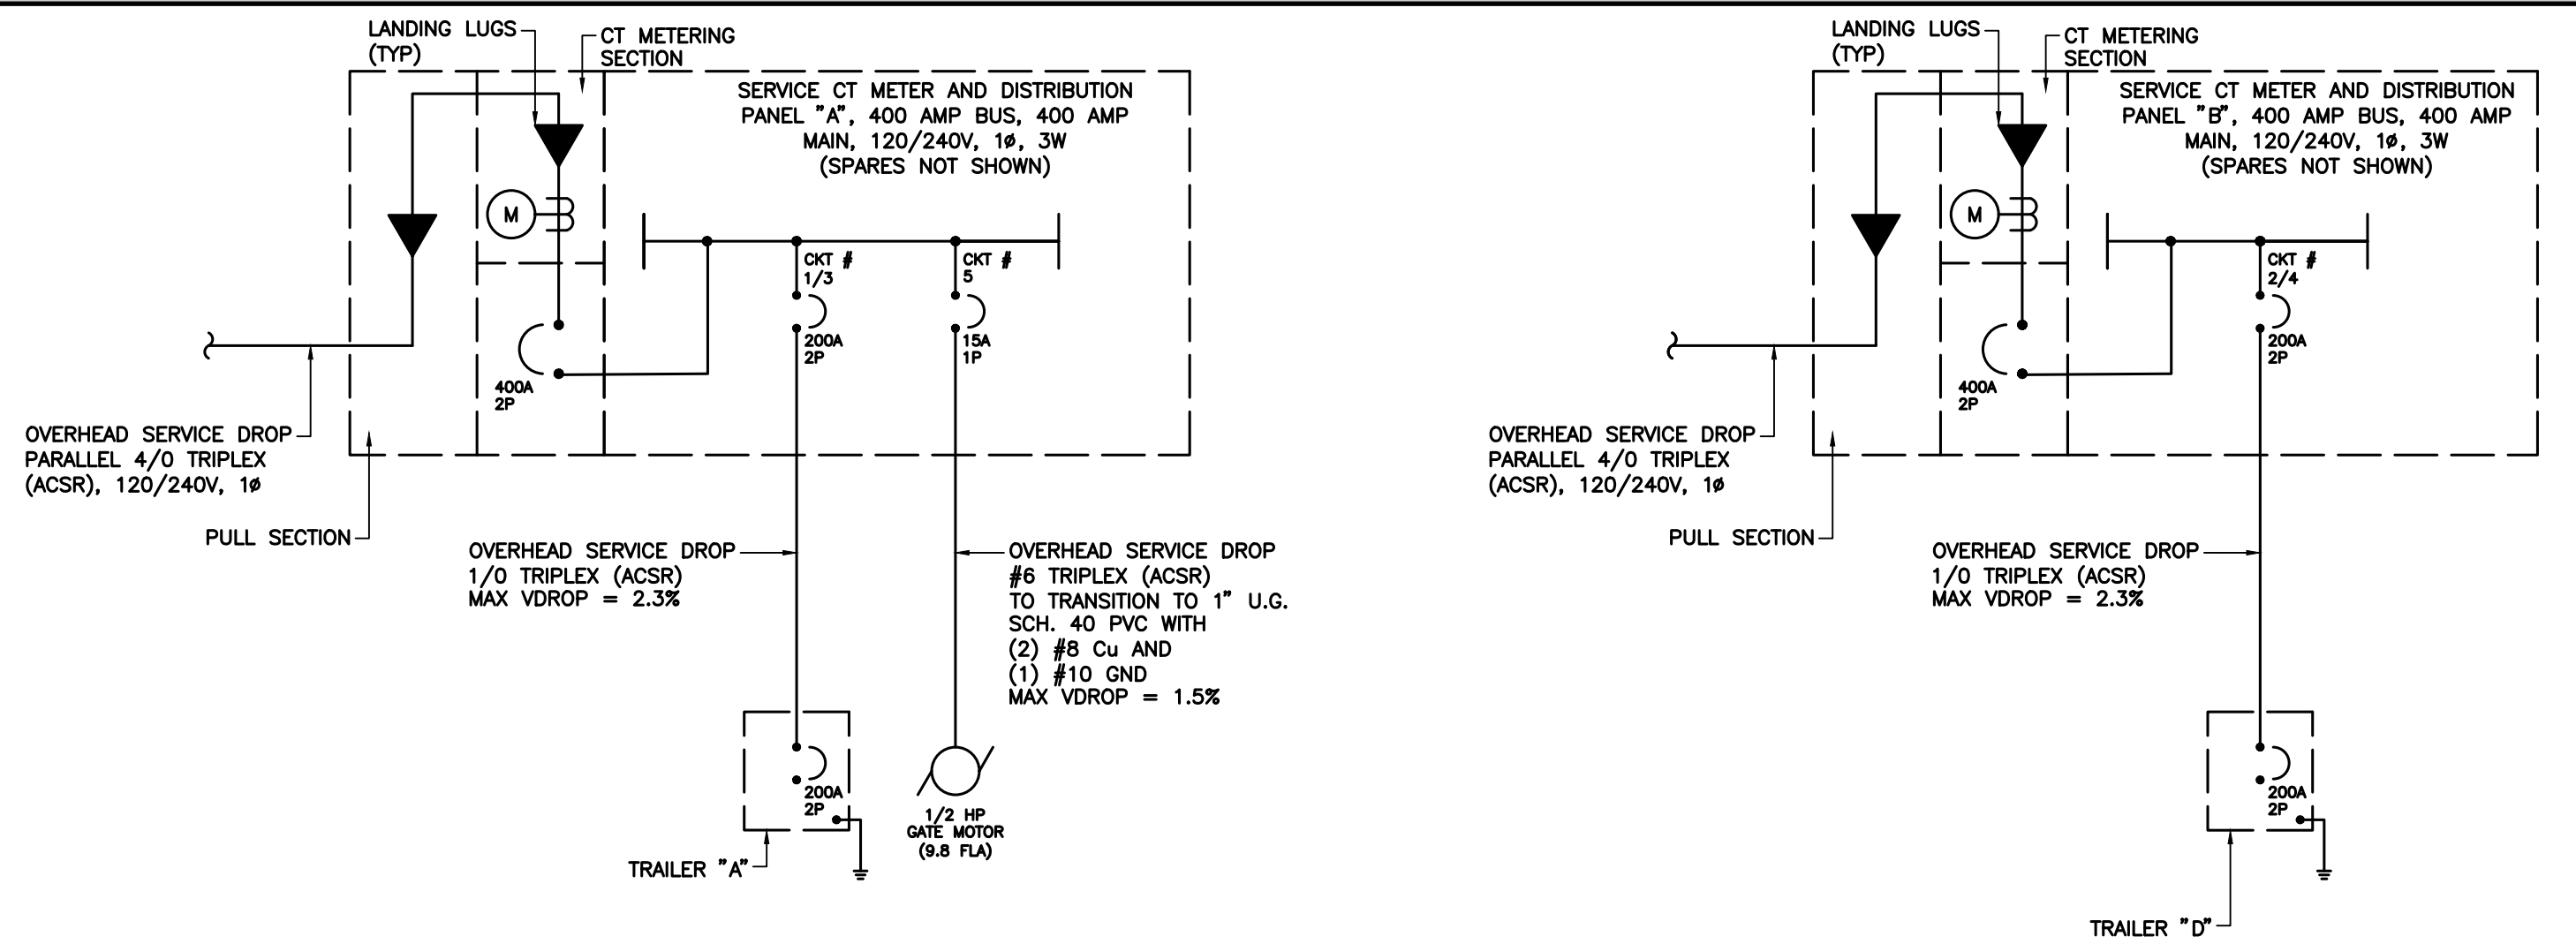 LANDING LUGS
(TYP)
CT METERING
SECTION
SERVICE CT METER AND DISTRIBUTION
PANEL "A", 400 AMP BUS, 400 AMP
MAIN, 120/240V, 1ø, 3W
(SPARES NOT SHOWN)
M
CKT #
1/3
CKT #
5
200A
2P
15A
1P
400A
2P
OVERHEAD SERVICE DROP
PARALLEL 4/0 TRIPLEX
(ACSR), 120/240V, 1ø
PULL SECTION
OVERHEAD SERVICE DROP
1/0 TRIPLEX (ACSR)
MAX VDROP = 2.3%
OVERHEAD SERVICE DROP
#6 TRIPLEX (ACSR)
TO TRANSITION TO 1" U.G.
SCH. 40 PVC WITH
(2) #8 Cu AND
(1) #10 GND
MAX VDROP = 1.5%
200A
2P
1/2 HP
GATE MOTOR
(9.8 FLA)
TRAILER "A"
LANDING LUGS
(TYP)
CT METERING
SECTION
SERVICE CT METER AND DISTRIBUTION
PANEL "B", 400 AMP BUS, 400 AMP
MAIN, 120/240V, 1ø, 3W
(SPARES NOT SHOWN)
M
CKT #
2/4
200A
2P
400A
2P
OVERHEAD SERVICE DROP
PARALLEL 4/0 TRIPLEX
(ACSR), 120/240V, 1ø
PULL SECTION
OVERHEAD SERVICE DROP
1/0 TRIPLEX (ACSR)
MAX VDROP = 2.3%
200A
2P
TRAILER "D"